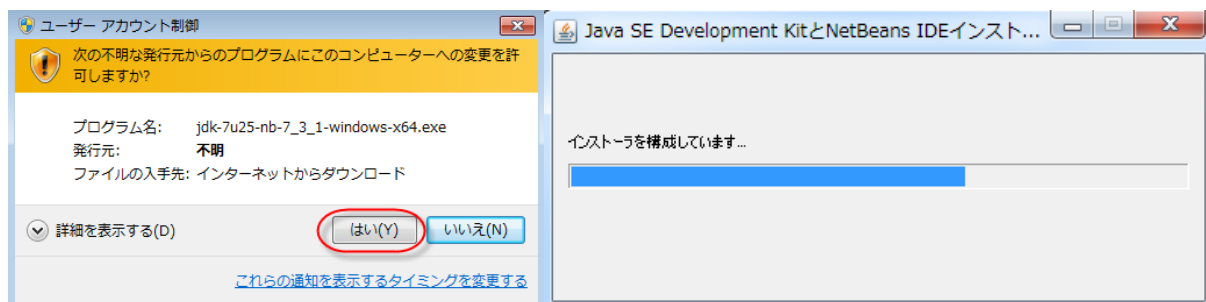 ユーザー アカウント制御
次の不明な発行元からのプログラムにこのコンピューターへの変更を許
可しますか?
プログラム名: jdk-7u25-nb-7_3_1-windows-x64.exe
発行元: 不明
ファイルの入手先: インターネットからダウンロード
詳細を表示する(D)
はい(Y)
いいえ(N)
これらの通知を表示するタイミングを変更する
Java SE Development KitとNetBeans IDEインスト...
インストーラを構成しています...